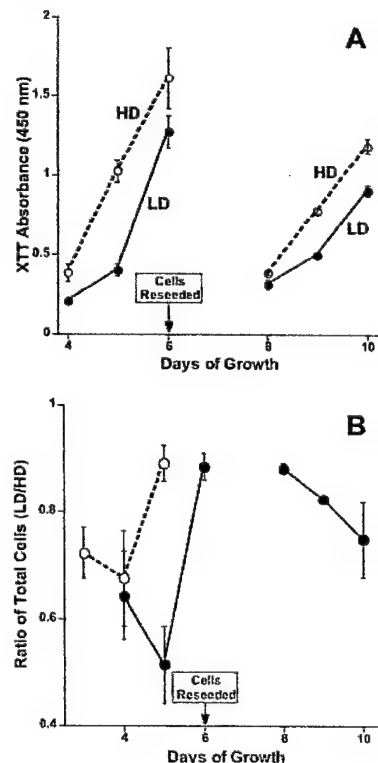 A
XTT Absorbance (450 nm)
2
1.5
1
0.5
0
HD
LD
HD
LD
Cells
Reseeded
4
5
6
8
9
10
Days of Growth
B
Ratio of Total Cells (LD/HD)
1
0.8
0.6
0.4
Cells
Reseeded
4
6
8
10
Days of Growth